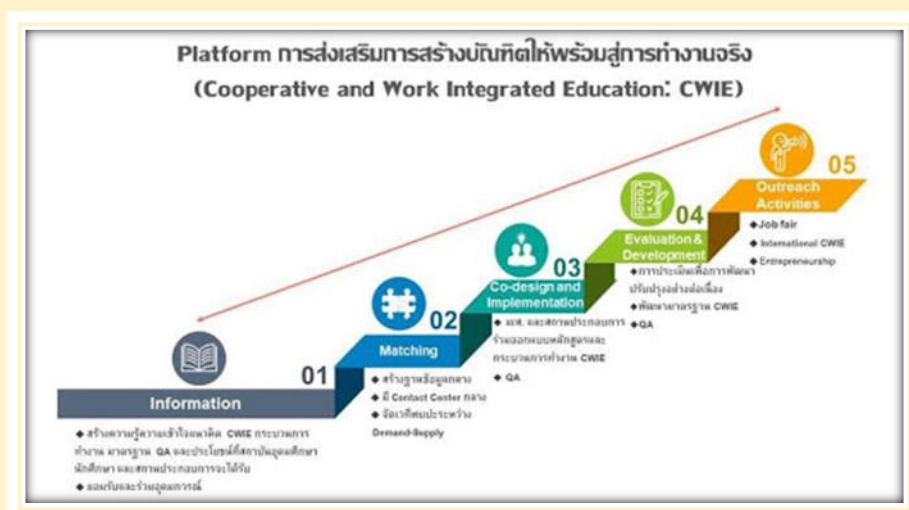 Platform การส่งเสริมการสร้างบัณฑิตให้พร้อมสู่การทำงานจริง
(Cooperative and Work Integrated Education: CWIE)
01
Information
◆ สร้างความรู้ความเข้าใจแนวคิด CWIE กระบวนการ
ทำงาน มาตรฐาน QA และประโยชน์ที่สถาบันอุดมศึกษา
นักศึกษา และสถานประกอบการจะได้รับ
◆ ยอมรับและร่วมอุดมการณ์
02
Matching
◆ สร้างฐานข้อมูลกลาง
◆ มี Contact Center กลาง
◆ จัดเวทีพบปะระหว่าง
Demand-Supply
03
Co-design and
Implementation
◆ และสถานประกอบการ
ร่วมออกแบบหลักสูตรและ
กระบวนการทำงาน CWIE
◆ QA
04
Evaluation &
Development
◆การประเมินเพื่อการพัฒนา
ปรับปรุงอย่างต่อเนื่อง
◆พัฒนามาตรฐาน CWIE
◆QA
05
Outreach
Activities
◆Job fair
◆ International CWIE
◆ Entrepreneurship